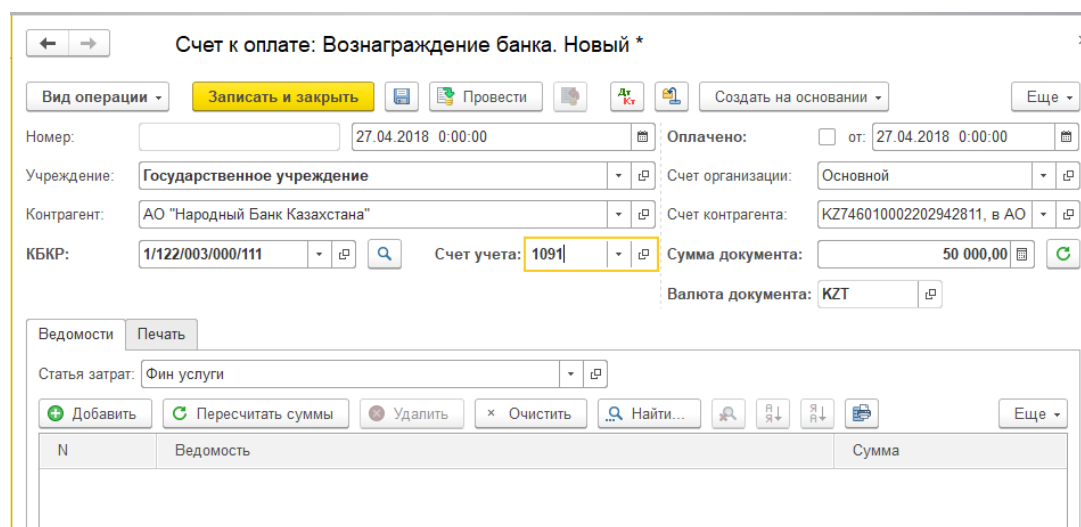 Счет к оплате: Вознаграждение банка. Новый *
Вид операции Записать и закрыть Провести Дт Кт Создать на основании Еще
Номер: 27.04.2018 0:00:00 Оплачено: от: 27.04.2018 0:00:00
Учреждение: Государственное учреждение Счет организации: Основной
Контрагент: АО "Народный Банк Казахстана" Счет контрагента: KZ746010002202942811, в АО
КБКР: 1/122/003/000/111 Счет учета: 1091 Сумма документа: 50 000,00
Валюта документа: KZT
Ведомости Печать
Статья затрат: Фин услуги
Добавить Пересчитать суммы Удалить Очистить Найти... А Я Я А Еще
N Ведомость Сумма